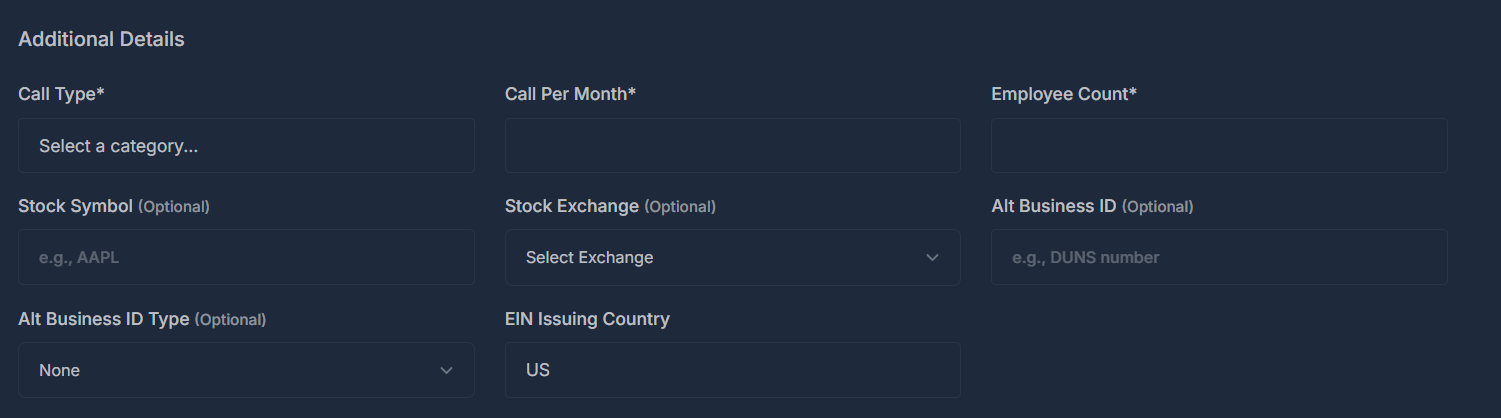 Additional Details
Call Type* Call Per Month* Employee Count*
Select a category...
Stock Symbol (Optional) Stock Exchange (Optional) Alt Business ID (Optional)
e.g., AAPL Select Exchange e.g., DUNS number
Alt Business ID Type (Optional) EIN Issuing Country
None US